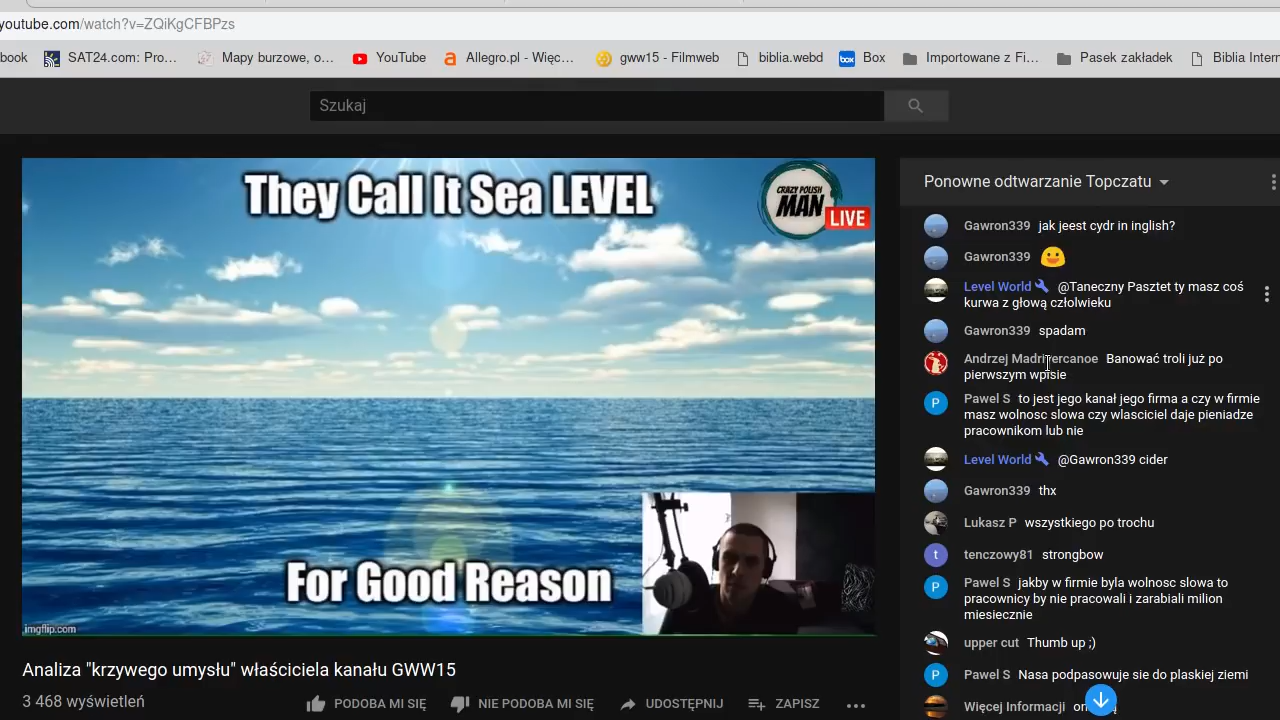 youtube.com/watch?v=ZQiKgCFBPzs
book SAT24.com: Pro... Mapy burzowe, o... YouTube Allegro.pl - Więc... gww15 - Filmweb biblia.webd box Box Importowane z Fi... Pasek zakładek Biblia Inter
Szukaj
They Call It Sea LEVEL
CRAZY POLISH
MAN
LIVE
For Good Reason
imgflip.com
Analiza "krzywego umysłu" właściciela kanału GWW15
3 468 wyświetleń
PODOBA MI SIĘ NIE PODOBA MI SIĘ UDOSTĘPNIJ ZAPISZ
Ponowne odtwarzanie Topczatu
Gawron339 jak jeest cydr in inglish?
Gawron339
Level World @Taneczny Pasztet ty masz coś
kurwa z głową człolwieku
Gawron339 spadam
Andrzej Madrivercanoe Banować troli już po
pierwszym wpisie
P Pawel S to jest jego kanał jego firma a czy w firmie
masz wolnosc slowa czy wlasciciel daje pieniadze
pracownikom lub nie
Level World @Gawron339 cider
Gawron339 thx
Lukasz P wszystkiego po trochu
t tenczowy81 strongbow
P Pawel S jakby w firmie byla wolnosc slowa to
pracownicy by nie pracowali i zarabiali milion
miesiecznie
upper cut Thumb up ;)
P Pawel S Nasa podpasowuje sie do plaskiej ziemi
Więcej Informacji